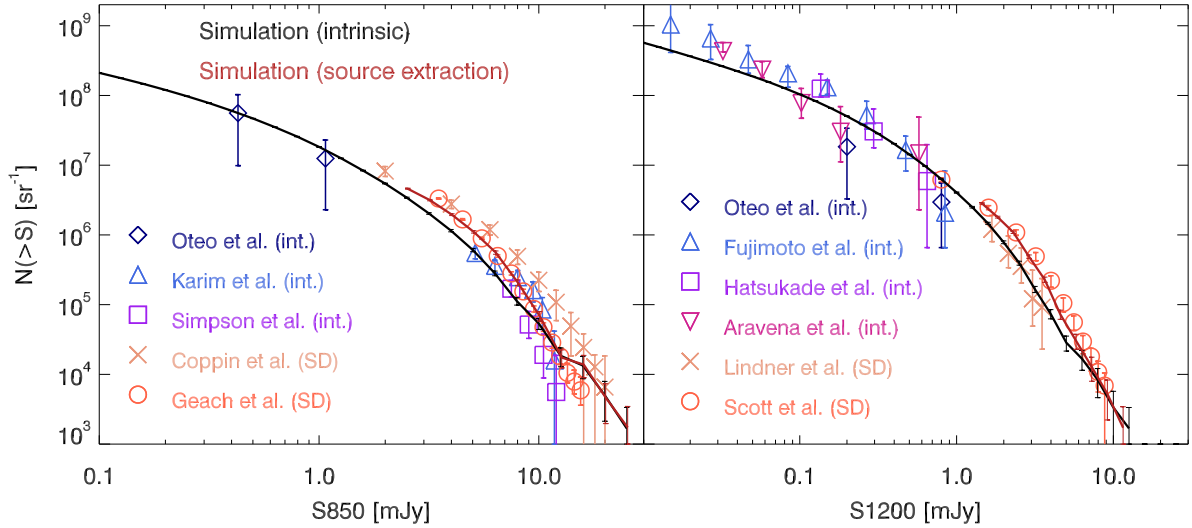 Simulation (intrinsic)
Simulation (source extraction)
N(>S) [sr⁻¹]
10⁹
10⁸
10⁷
10⁶
10⁵
10⁴
10³
Oteo et al. (int.)
Karim et al. (int.)
Simpson et al. (int.)
Coppin et al. (SD)
Geach et al. (SD)
0.1
1.0
10.0
S850 [mJy]
Oteo et al. (int.)
Fujimoto et al. (int.)
Hatsukade et al. (int.)
Aravena et al. (int.)
Lindner et al. (SD)
Scott et al. (SD)
0.1
1.0
10.0
S1200 [mJy]